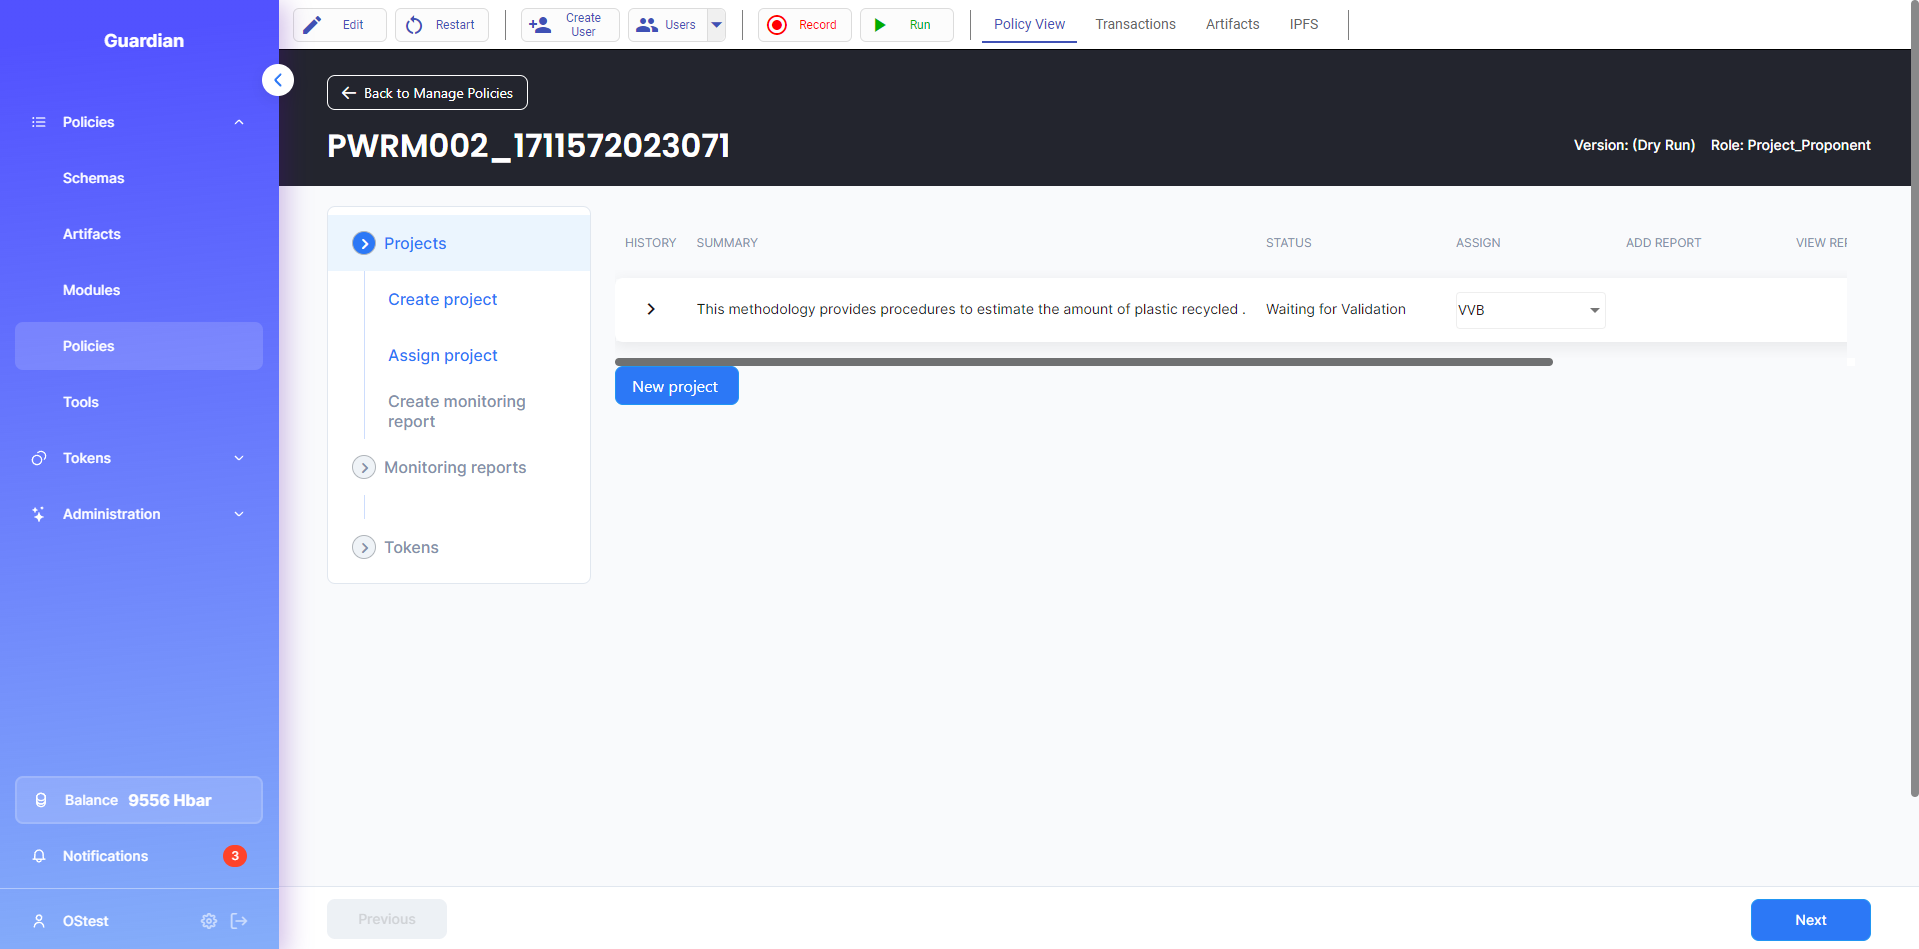 Guardian
Policies
Schemas
Artifacts
Modules
Policies
Tools
Tokens
Administration
Balance 9556 Hbar
Notifications 3
OStest
Edit
Restart
Create
User
Users
Record
Run
Policy View
Transactions
Artifacts
IPFS
Back to Manage Policies
PWRM002_1711572023071
Version: (Dry Run) Role: Project_Proponent
Projects
Create project
Assign project
Create monitoring
report
Monitoring reports
Tokens
HISTORY SUMMARY STATUS ASSIGN ADD REPORT VIEW REF
This methodology provides procedures to estimate the amount of plastic recycled . Waiting for Validation VVB
New project
Previous
Next